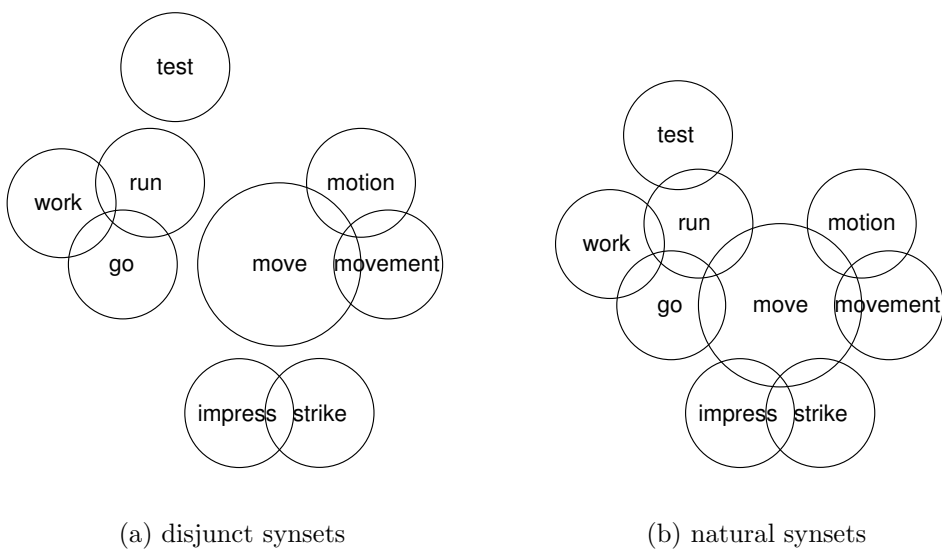 test
run
motion
work
go
move
movement
impress
strike
(a) disjunct synsets
test
run
motion
work
go
move
movement
impress
strike
(b) natural synsets